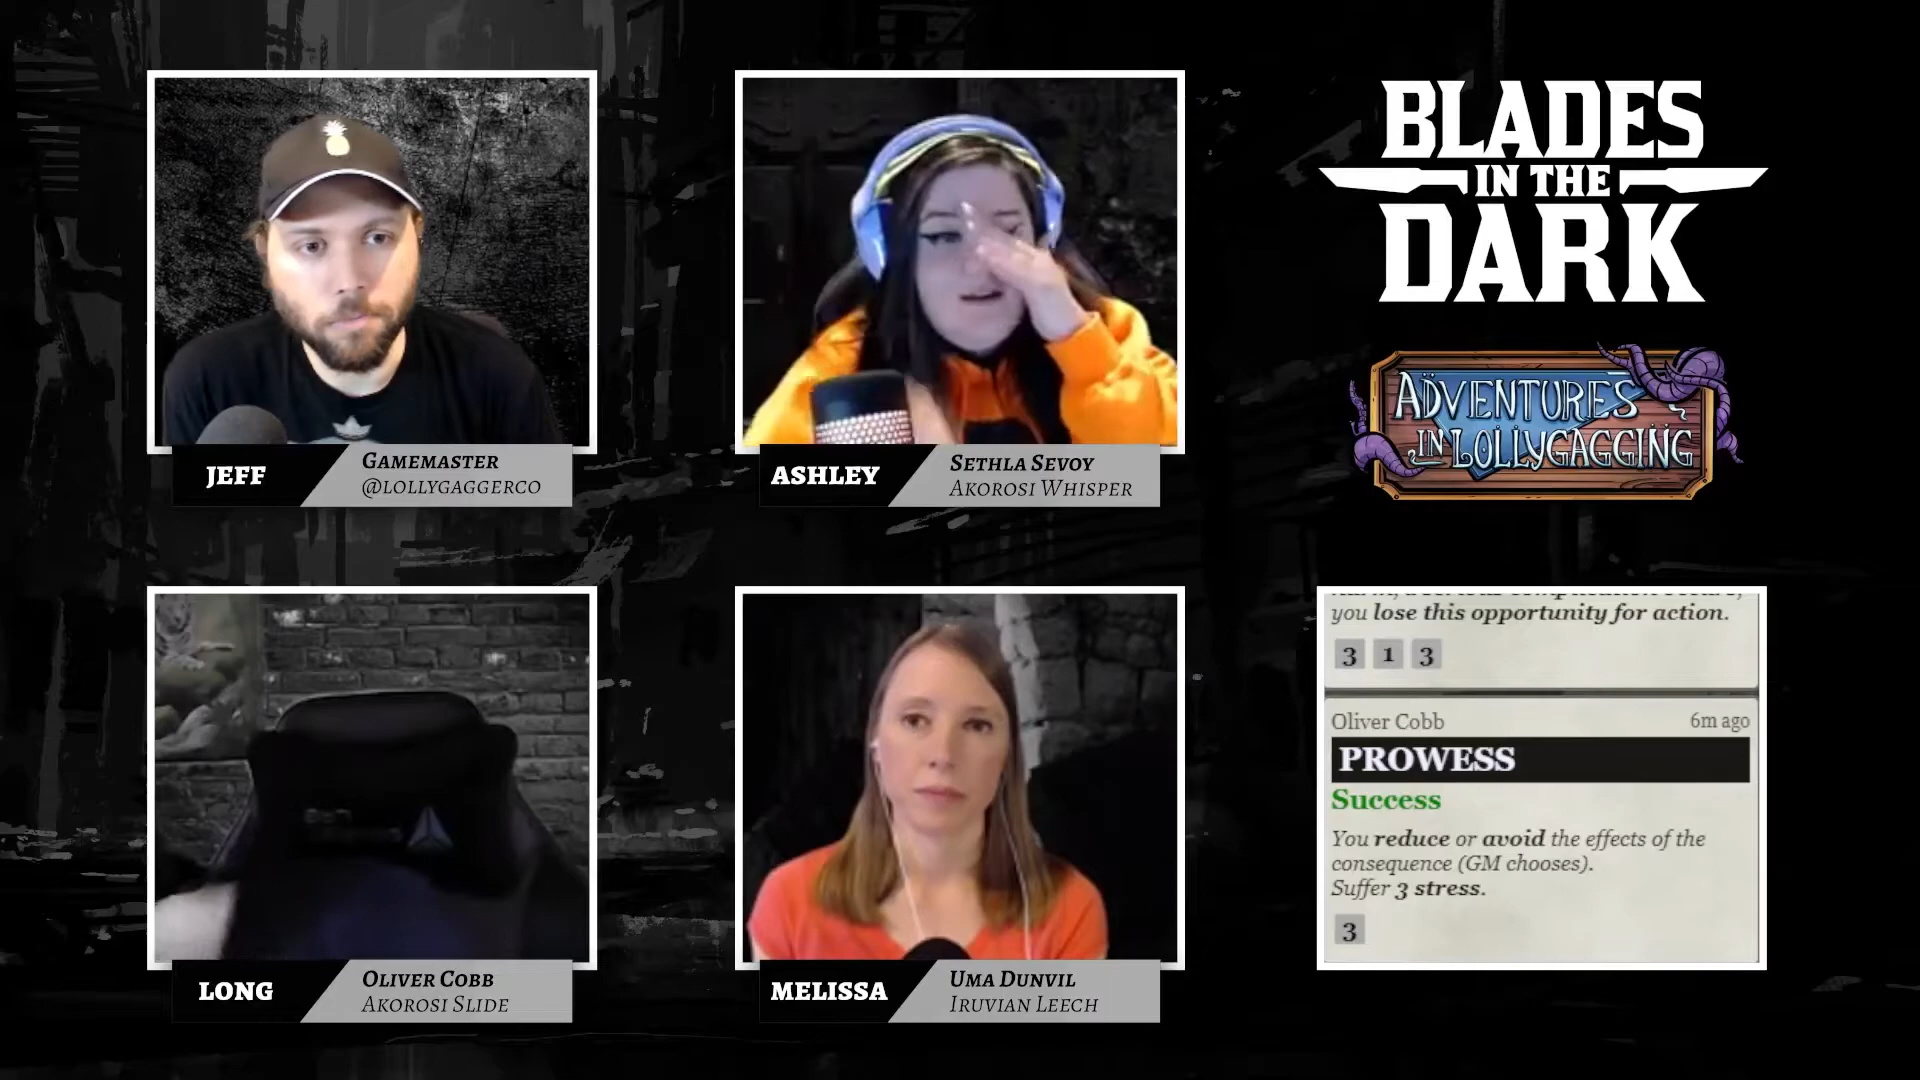 BLADES
IN THE
DARK
ADVENTURES
IN LOLLYGAGGING
JEFF
GAMEMASTER
@LOLLYGAGGERCO
ASHLEY
SETHLA SEVOY
AKOROSI WHISPER
LONG
OLIVER COBB
AKOROSI SLIDE
MELISSA
UMA DUNVIL
IRUVIAN LEECH
you lose this opportunity for action.
3 1 3
Oliver Cobb 6m ago
PROWESS
Success
You reduce or avoid the effects of the
consequence (GM chooses).
Suffer 3 stress.
3